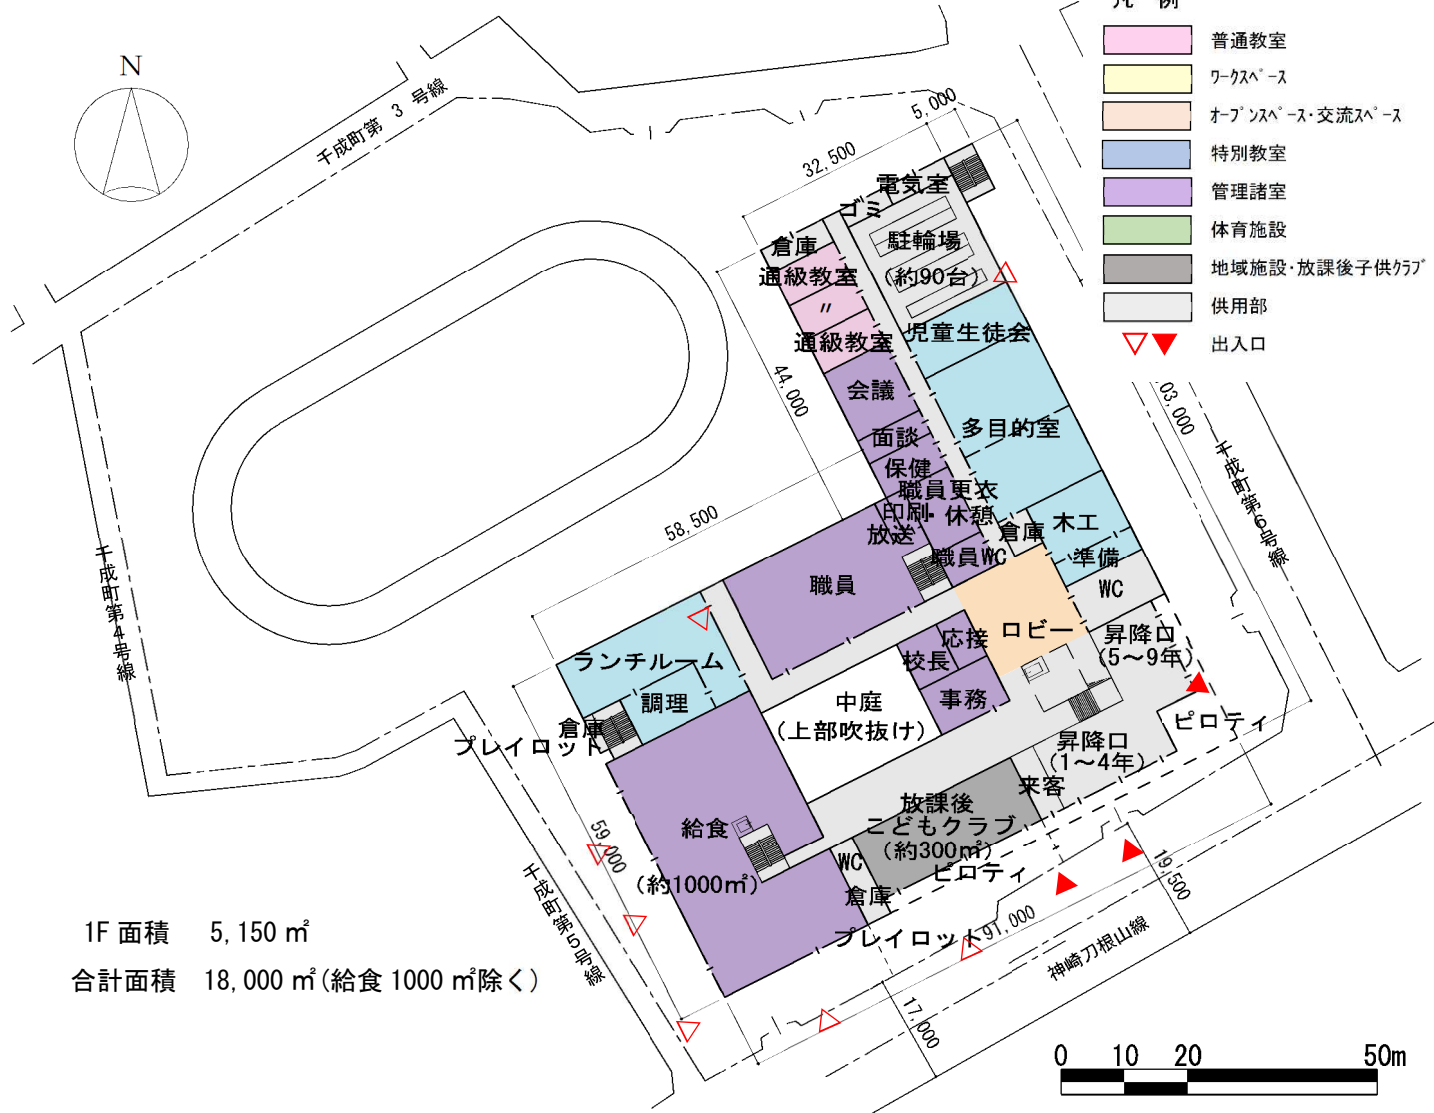 凡 例
普通教室
ワークスペース
オープンスペース・交流スペース
特別教室
管理諸室
体育施設
地域施設・放課後子供クラブ
供用部
出入口
N
千成町第 3 号線
5,000
32,500
電気室
ゴミ
倉庫
駐輪場
(約90台)
通級教室
〃
通級教室
児童生徒会
44,000
会議
03,000
面談
多目的室
保健
職員更衣
・休憩
印刷
放送
千成町第6号線
58,500
倉庫
木工
職員WC
準備
千成町第4号線
職員
WC
ロビー
昇降口
(5～9年)
応接
校長
ランチルーム
調理
中庭
(上部吹抜け)
事務
倉庫
プレイロット
ピロティ
昇降口
(1～4年)
来客
放課後
こどもクラブ
(約300㎡)
給食
(約1000㎡)
59,000
WC
倉庫
ピロティ
19,500
千成町第5号線
プレイロット
91,000
神崎刀根山線
17,000
1F 面積 5,150 ㎡
合計面積 18,000 ㎡(給食 1000 ㎡除く)
0 10 20 50m